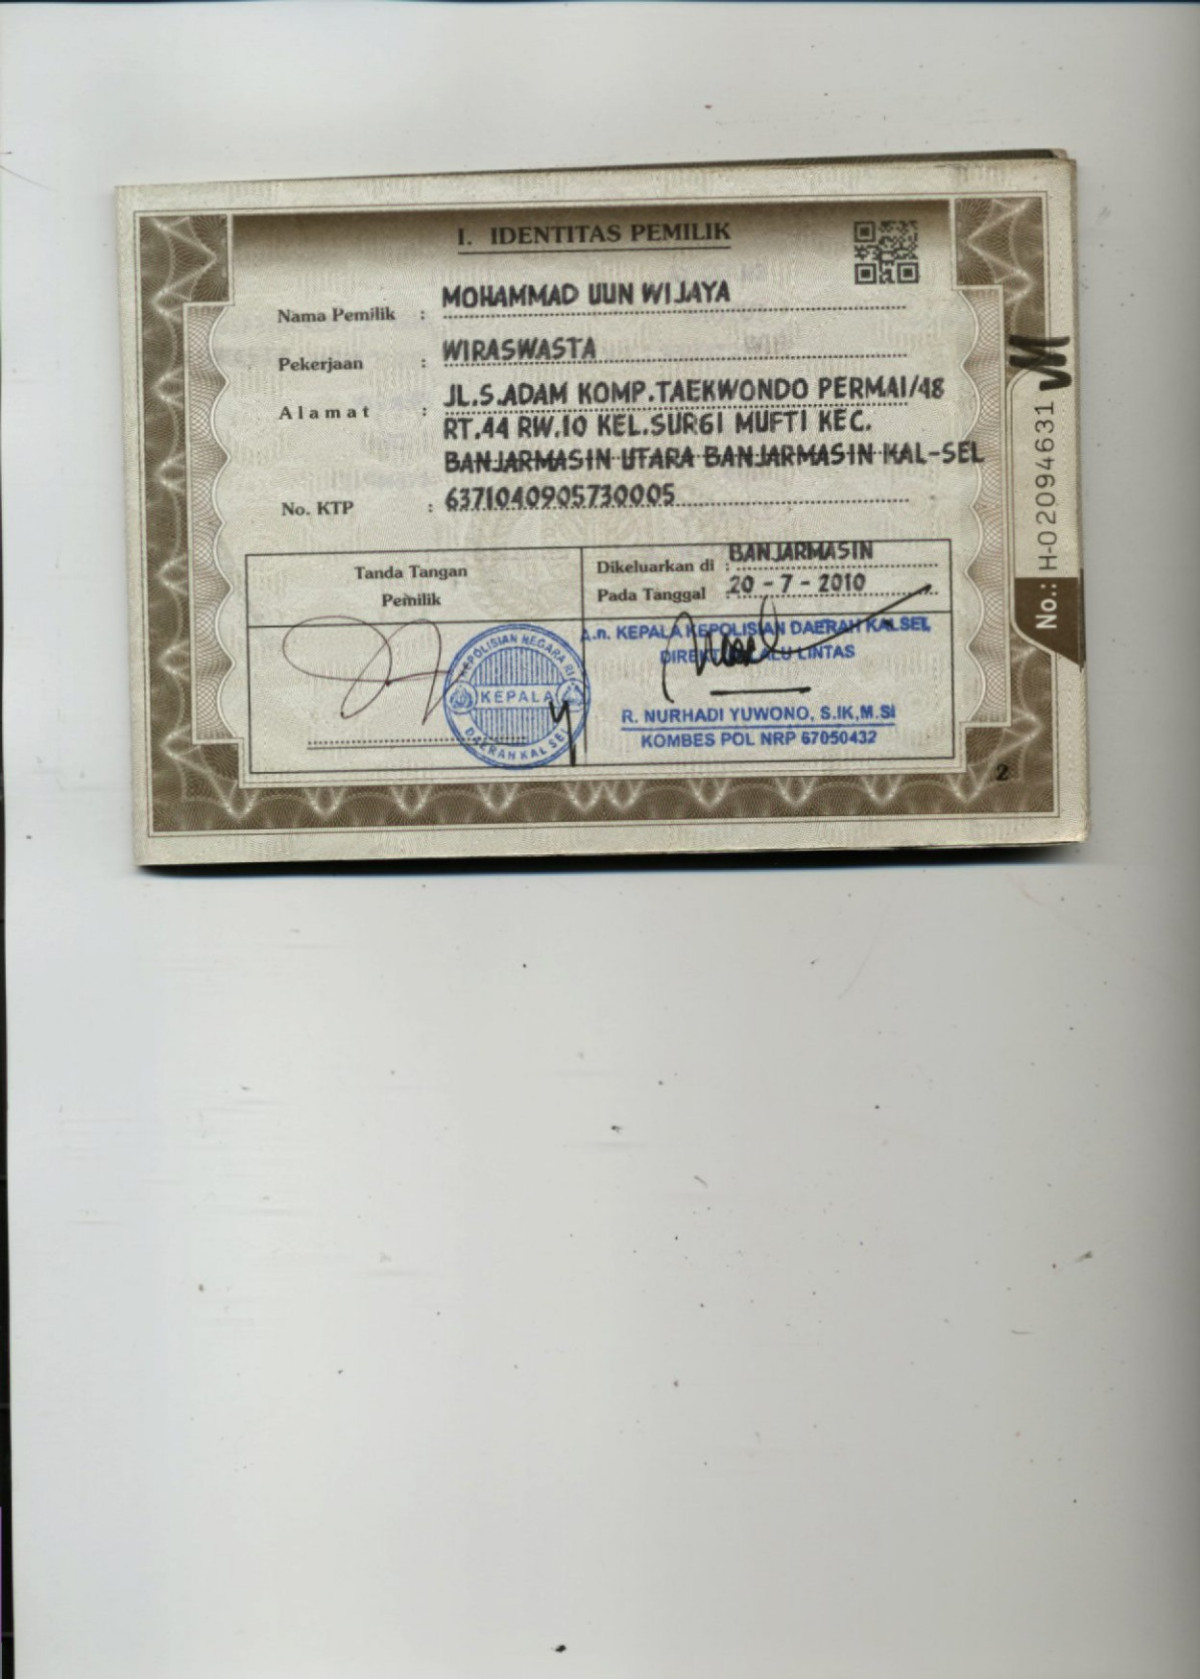 I. IDENTITAS PEMILIK
Nama Pemilik : MOHAMMAD UUN WIJAYA
Pekerjaan : WIRASWASTA
Alamat : JL.S.ADAM KOMP.TAEKWONDO PERMAI/48
RT.44 RW.10 KEL.SURGI MUFTI KEC.
BANJARMASIN UTARA BANJARMASIN KAL-SEL
No. KTP : 6371040905730005
Tanda Tangan
Pemilik
Dikeluarkan di : BANJARMASIN
Pada Tanggal : 20 - 7 - 2010
A.n. KEPALA KEPOLISIAN DAERAH KALSEL
LALU LINTAS
R. NURHADI YUWONO, S.IK,M.SI
KOMBES POL NRP 67050432
KEPOLISIAN NEGARA RI
KEPALA
DAERAH KAL SEL
No.: H-02094631
2